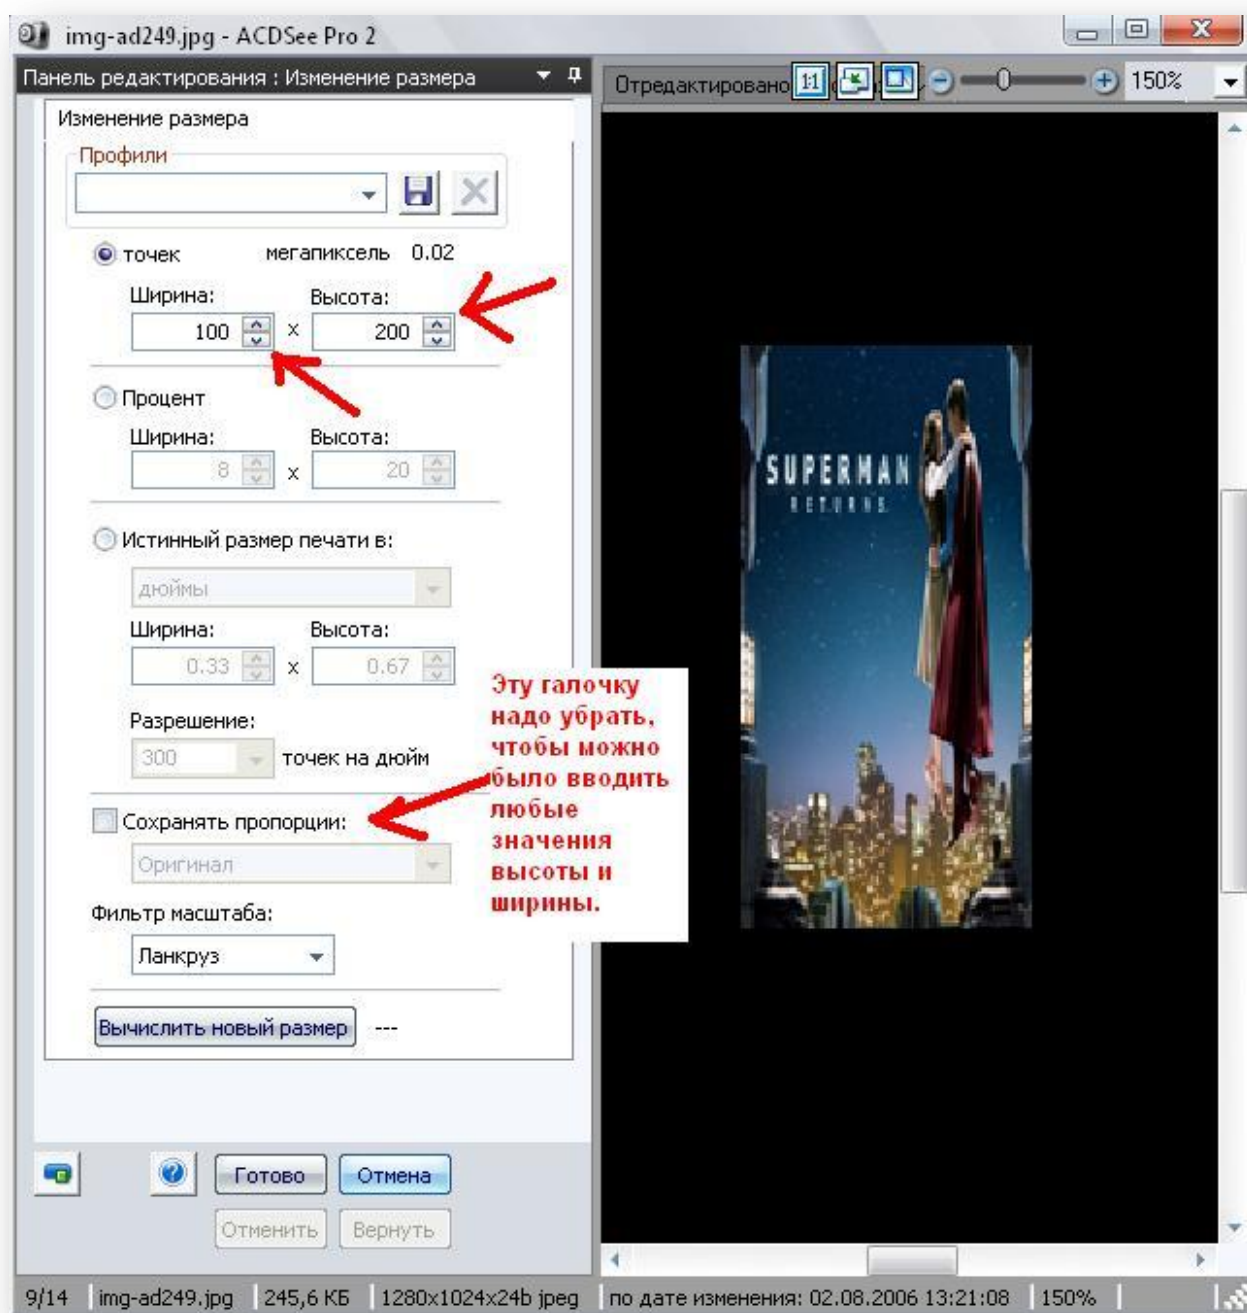 img-ad249.jpg - ACDSee Pro 2
Панель редактирования : Изменение размера
Отредактировано
1:1
150%
Изменение размера
Профили
точек мегапиксель 0.02
Ширина: Высота:
100 x 200
Процент
Ширина: Высота:
8 x 20
Истинный размер печати в:
дюймы
Ширина: Высота:
0.33 x 0.67
Разрешение:
300 точек на дюйм
Сохранять пропорции:
Оригинал
Фильтр масштаба:
Ланкруз
Вычислить новый размер ---
Эту галочку
надо убрать,
чтобы можно
было вводить
любые
значения
высоты и
ширины.
SUPERMAN
RETURNS
Готово Отмена
Отменить Вернуть
9/14 img-ad249.jpg 245,6 КБ 1280x1024x24b jpeg по дате изменения: 02.08.2006 13:21:08 150%